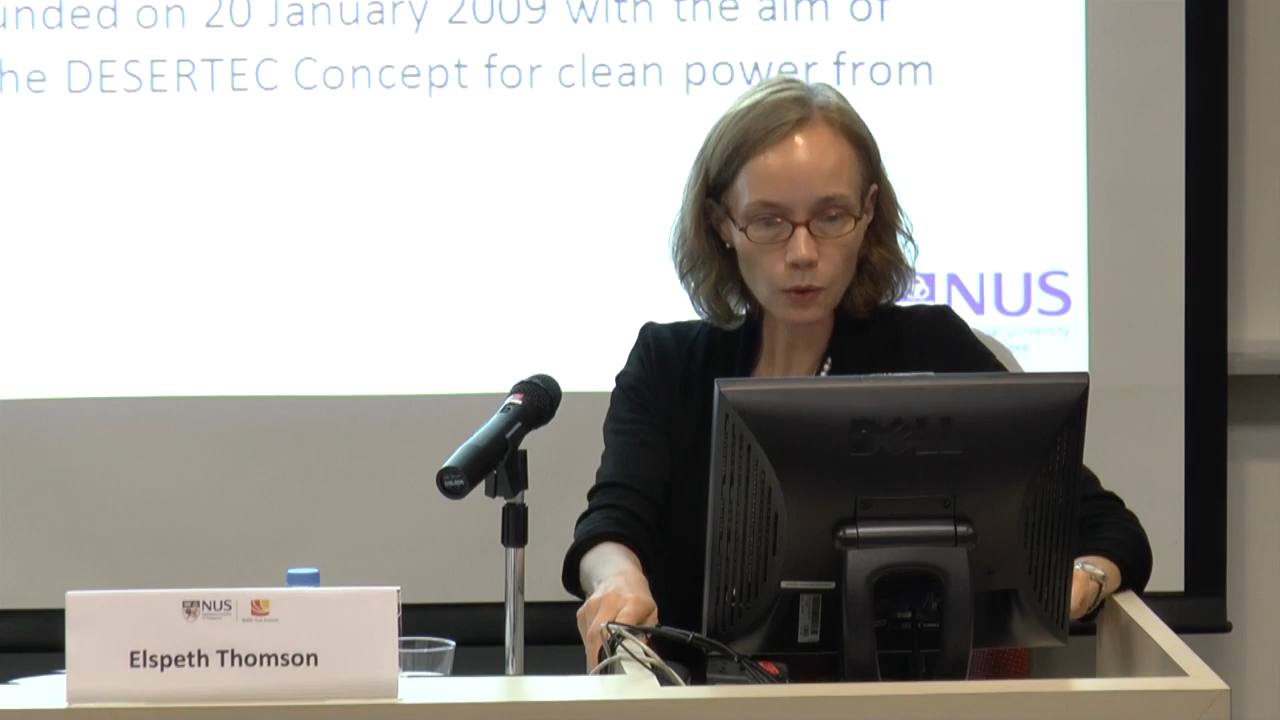 unded on 20 January 2009 with the aim of
he DESERTEC Concept for clean power from
NUS
DELL
NUS
Elspeth Thomson